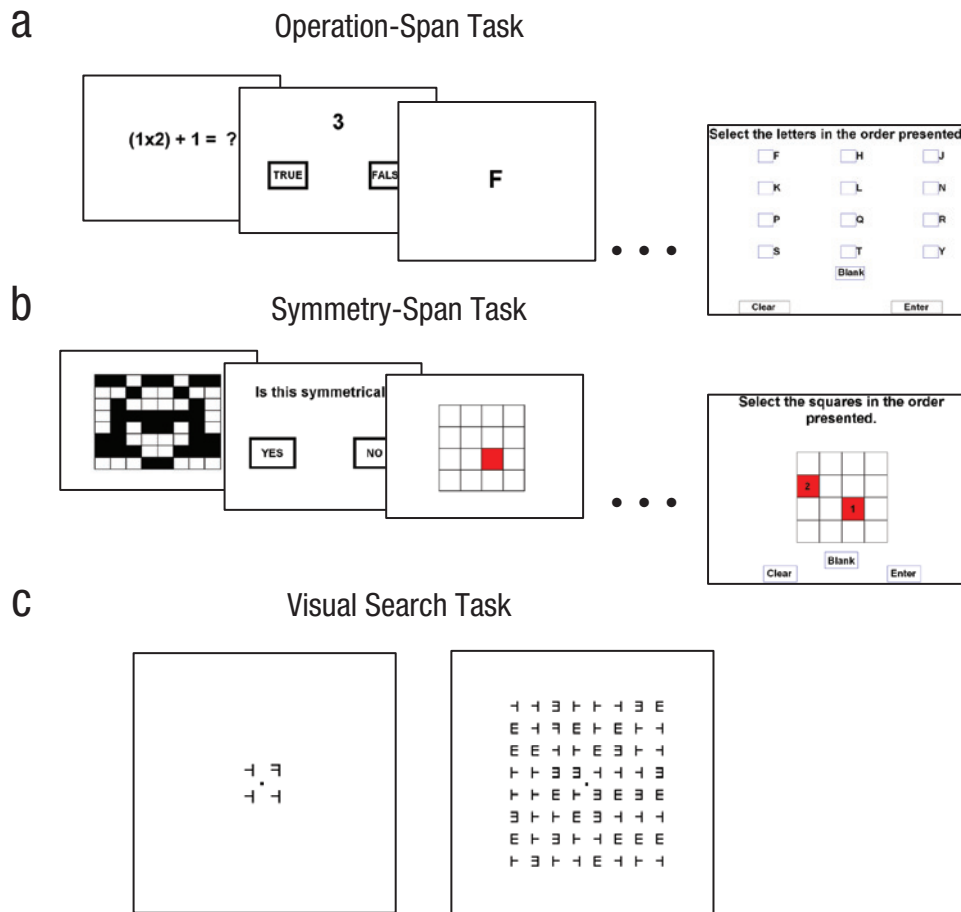 a
Operation-Span Task
(1x2) + 1 = ?
3
TRUE
FALS
F
Select the letters in the order presented
F H J
K L N
P Q R
S T Y
Blank
Clear Enter
b
Symmetry-Span Task
Is this symmetrical
YES
NO
Select the squares in the order
presented.
2
1
Blank
Clear Enter
c
Visual Search Task